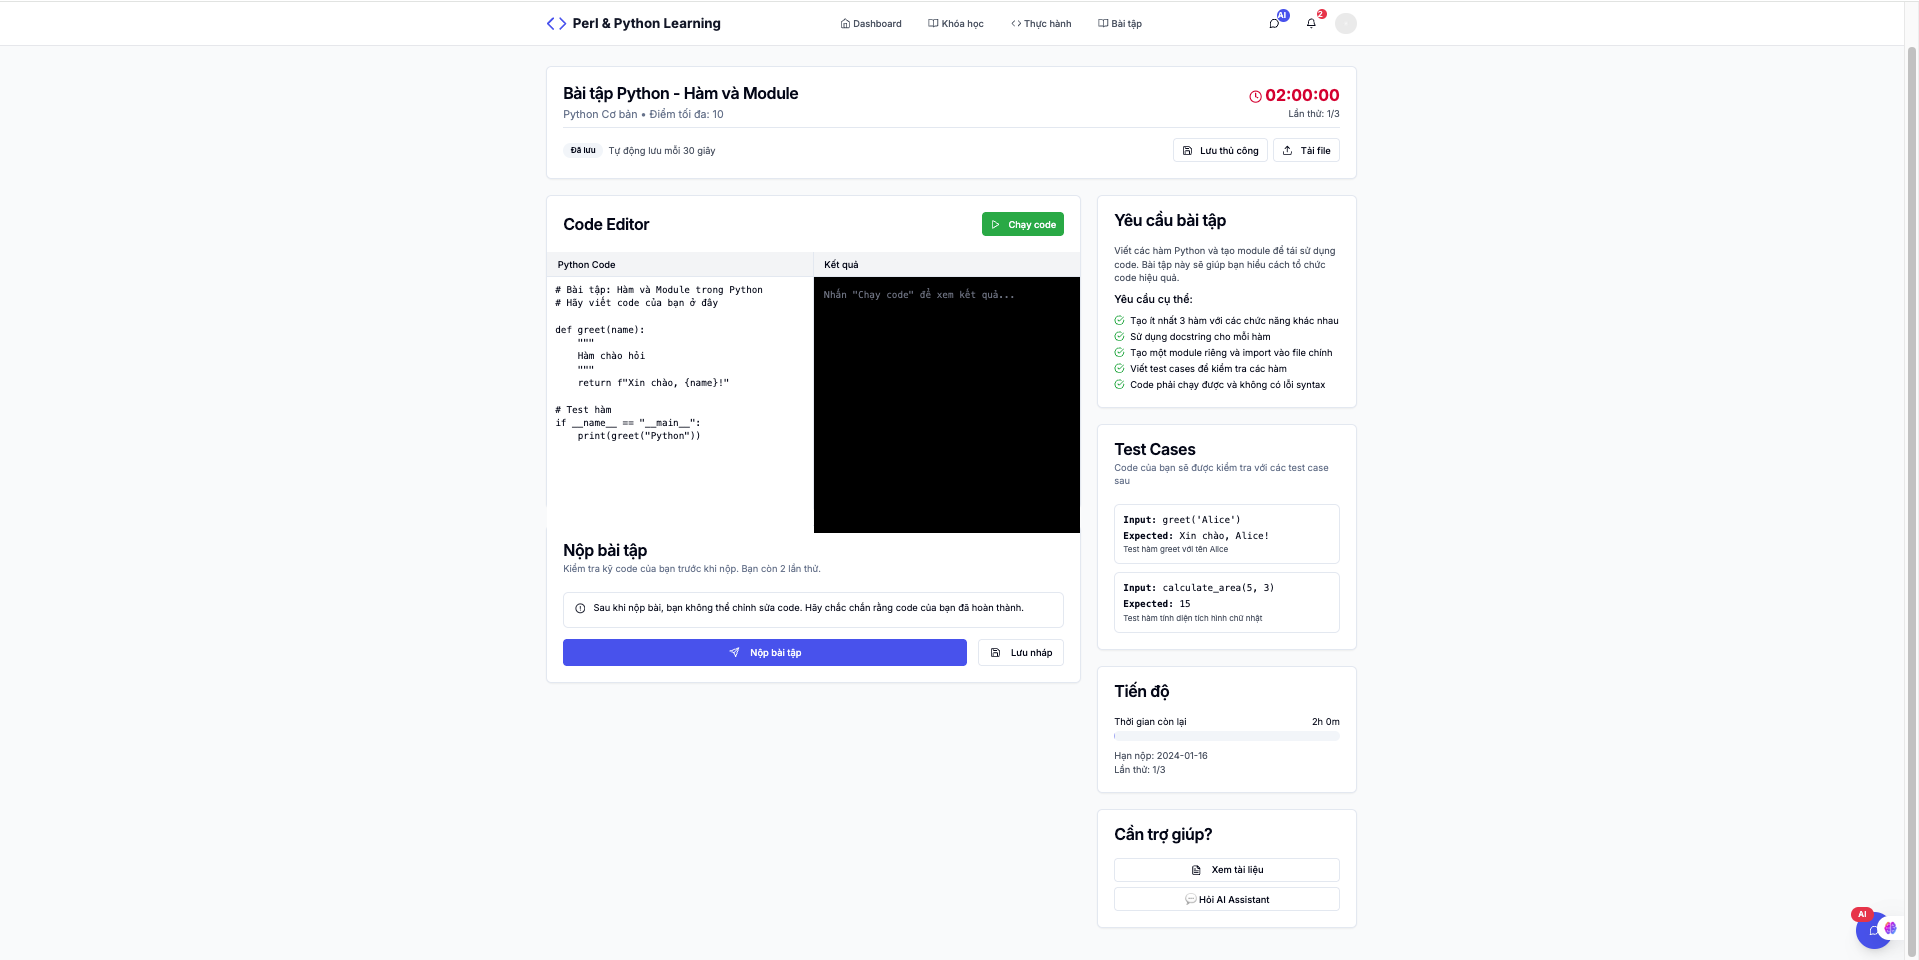 Perl & Python Learning
Dashboard
Khóa học
Thực hành
Bài tập
AI
2
Bài tập Python - Hàm và Module
Python Cơ bản • Điểm tối đa: 10
02:00:00
Lần thử: 1/3
Đã lưu
Tự động lưu mỗi 30 giây
Lưu thủ công
Tải file
Code Editor
Chạy code
Python Code
Kết quả
# Bài tập: Hàm và Module trong Python
# Hãy viết code của bạn ở đây
def greet(name):
"""
Hàm chào hỏi
"""
return f"Xin chào, {name}!"
# Test hàm
if __name__ == "__main__":
print(greet("Python"))
Nhấn "Chạy code" để xem kết quả...
Nộp bài tập
Kiểm tra kỹ code của bạn trước khi nộp. Bạn còn 2 lần thử.
Sau khi nộp bài, bạn không thể chỉnh sửa code. Hãy chắc chắn rằng code của bạn đã hoàn thành.
Nộp bài tập
Lưu nháp
Yêu cầu bài tập
Viết các hàm Python và tạo module để tái sử dụng
code. Bài tập này sẽ giúp bạn hiểu cách tổ chức
code hiệu quả.
Yêu cầu cụ thể:
Tạo ít nhất 3 hàm với các chức năng khác nhau
Sử dụng docstring cho mỗi hàm
Tạo một module riêng và import vào file chính
Viết test cases để kiểm tra các hàm
Code phải chạy được và không có lỗi syntax
Test Cases
Code của bạn sẽ được kiểm tra với các test case
sau
Input: greet('Alice')
Expected: Xin chào, Alice!
Test hàm greet với tên Alice
Input: calculate_area(5, 3)
Expected: 15
Test hàm tính diện tích hình chữ nhật
Tiến độ
Thời gian còn lại
2h 0m
Hạn nộp: 2024-01-16
Lần thử: 1/3
Cần trợ giúp?
Xem tài liệu
Hỏi AI Assistant
AI